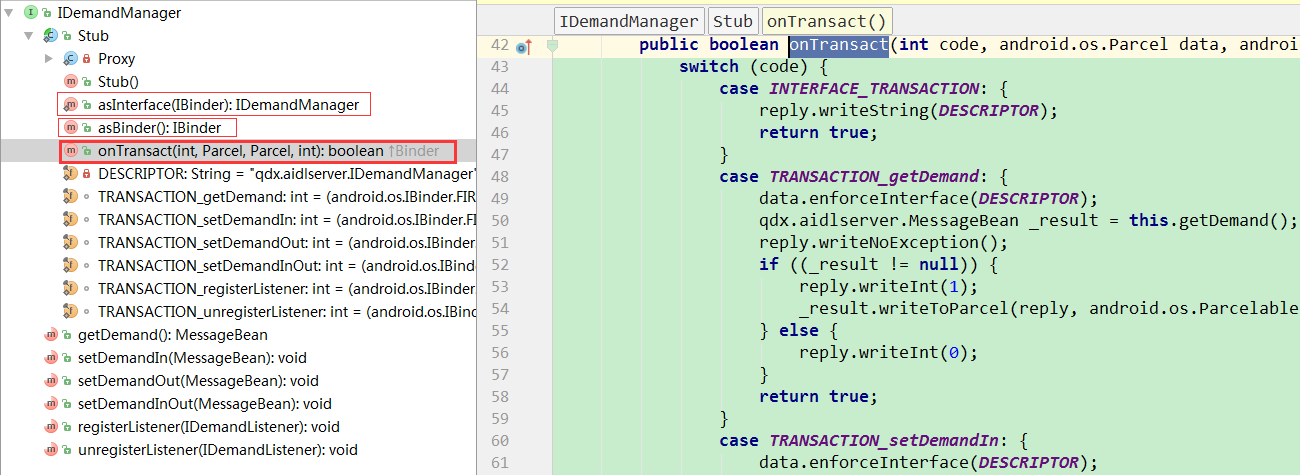 IDemandManager
Stub
Proxy
Stub()
asInterface(IBinder): IDemandManager
asBinder(): IBinder
onTransact(int, Parcel, Parcel, int): boolean ↑Binder
DESCRIPTOR: String = "qdx.aidlserver.IDemandManager"
TRANSACTION_getDemand: int = (android.os.IBinder.FIR
TRANSACTION_setDemandIn: int = (android.os.IBinder.FI
TRANSACTION_setDemandOut: int = (android.os.IBinder.
TRANSACTION_setDemandInOut: int = (android.os.IBinde
TRANSACTION_registerListener: int = (android.os.IBinder.
TRANSACTION_unregisterListener: int = (android.os.IBind
getDemand(): MessageBean
setDemandIn(MessageBean): void
setDemandOut(MessageBean): void
setDemandInOut(MessageBean): void
registerListener(IDemandListener): void
unregisterListener(IDemandListener): void
IDemandManager Stub onTransact()
42 public boolean onTransact(int code, android.os.Parcel data, androi
43 switch (code) {
44 case INTERFACE_TRANSACTION: {
45 reply.writeString(DESCRIPTOR);
46 return true;
47 }
48 case TRANSACTION_getDemand: {
49 data.enforceInterface(DESCRIPTOR);
50 qdx.aidlserver.MessageBean _result = this.getDemand();
51 reply.writeNoException();
52 if ((_result != null)) {
53 reply.writeInt(1);
54 _result.writeToParcel(reply, android.os.Parcelable
55 } else {
56 reply.writeInt(0);
57 }
58 return true;
59 }
60 case TRANSACTION_setDemandIn: {
61 data.enforceInterface(DESCRIPTOR);